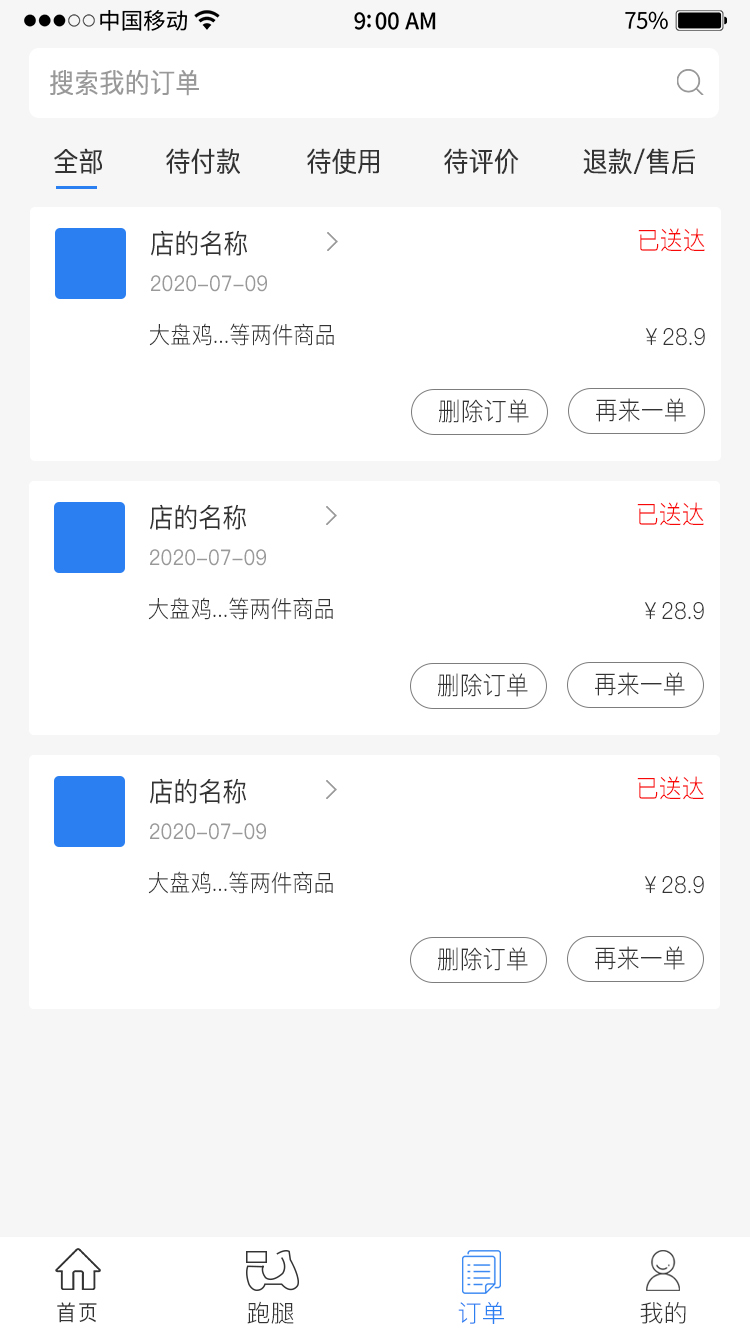 中国移动 9:00 AM 75%
搜索我的订单
全部 待付款 待使用 待评价 退款/售后
店的名称 已送达
2020-07-09
大盘鸡...等两件商品 ¥28.9
删除订单 再来一单
店的名称 已送达
2020-07-09
大盘鸡...等两件商品 ¥28.9
删除订单 再来一单
店的名称 已送达
2020-07-09
大盘鸡...等两件商品 ¥28.9
删除订单 再来一单
首页 跑腿 订单 我的